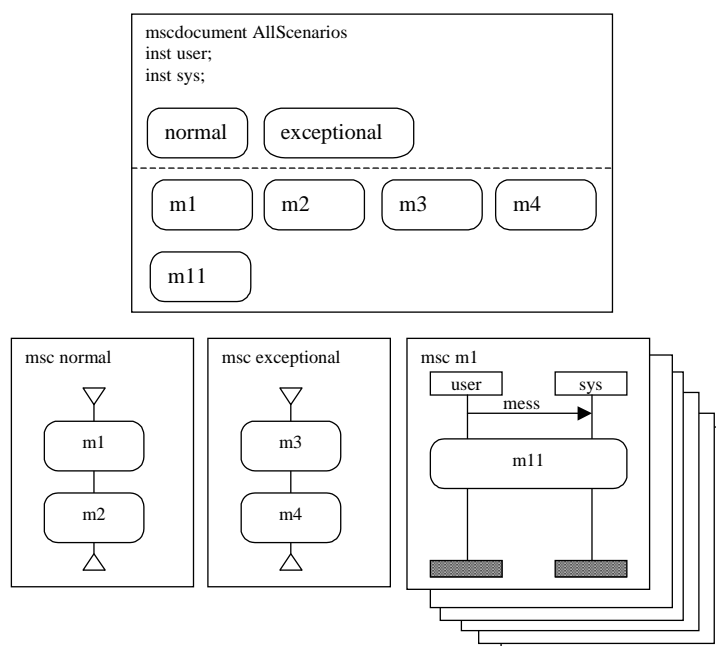 mscdocument AllScenarios
inst user;
inst sys;
normal exceptional
m1 m2 m3 m4
m11
msc normal
m1
m2
msc exceptional
m3
m4
msc m1
user sys
mess
m11